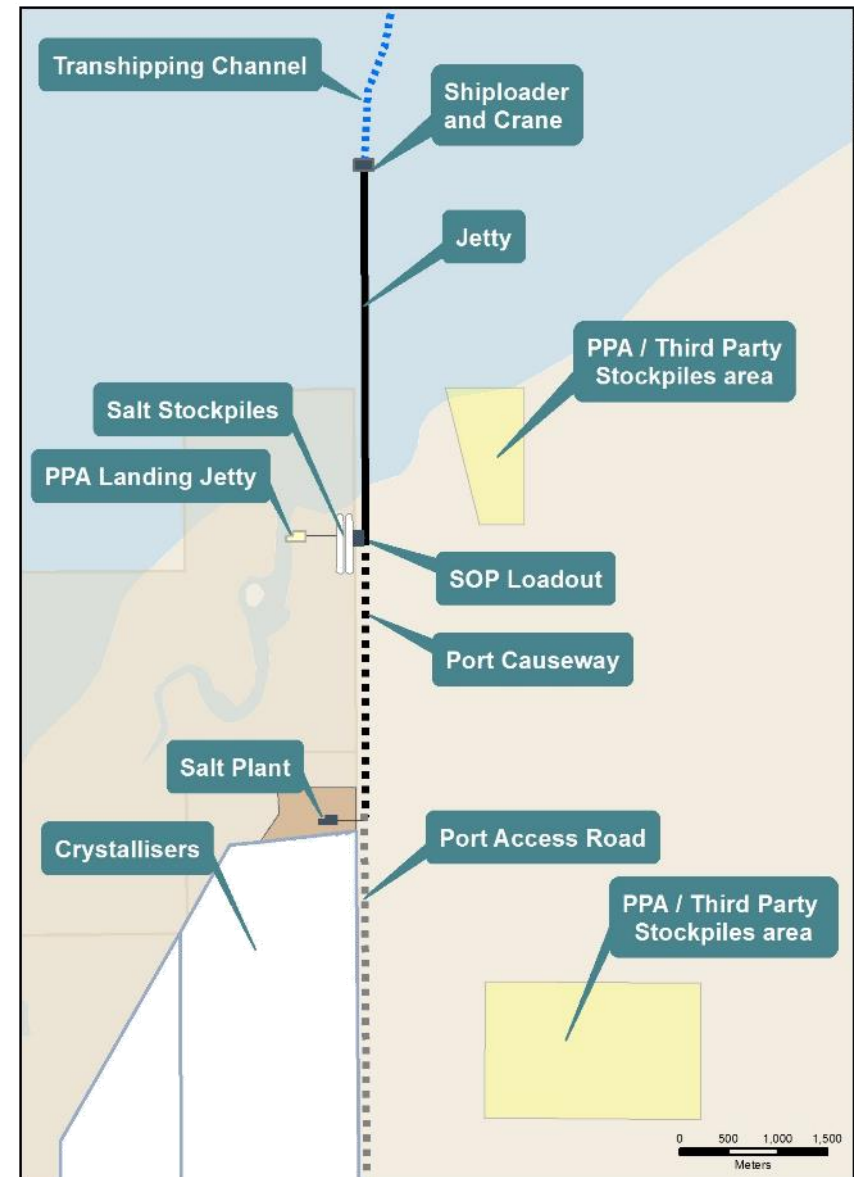 Transhipping Channel
Shiploader
and Crane
Jetty
PPA / Third Party
Stockpiles area
Salt Stockpiles
PPA Landing Jetty
SOP Loadout
Port Causeway
Salt Plant
Port Access Road
Crystallisers
PPA / Third Party
Stockpiles area
0 500 1,000 1,500
Meters